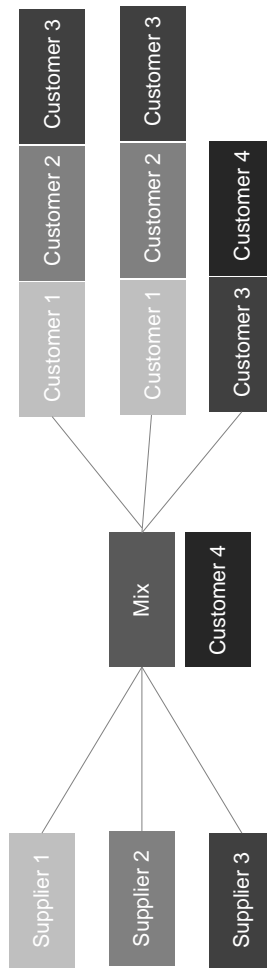 Supplier 1
Supplier 2
Supplier 3
Mix
Customer 4
Customer 1
Customer 2
Customer 3
Customer 1
Customer 2
Customer 3
Customer 3
Customer 4